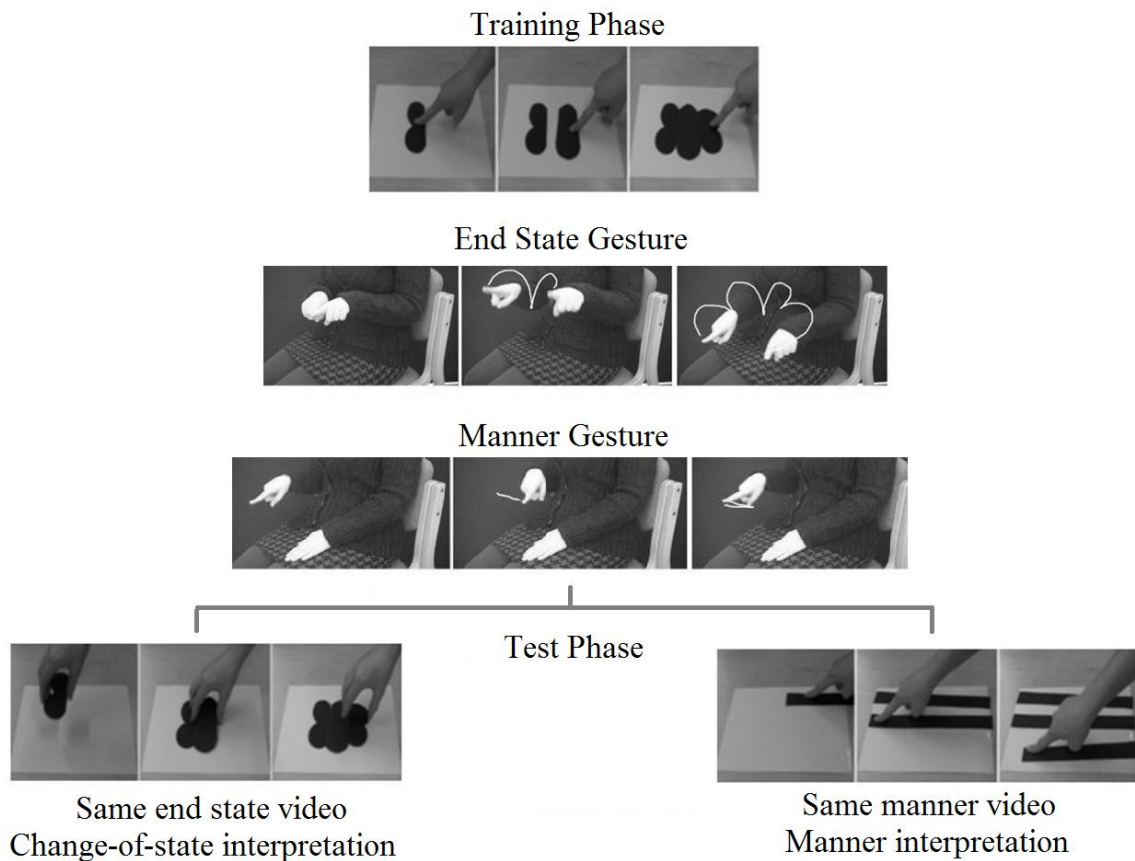 Training Phase
End State Gesture
Manner Gesture
Test Phase
Same end state video
Change-of-state interpretation
Same manner video
Manner interpretation